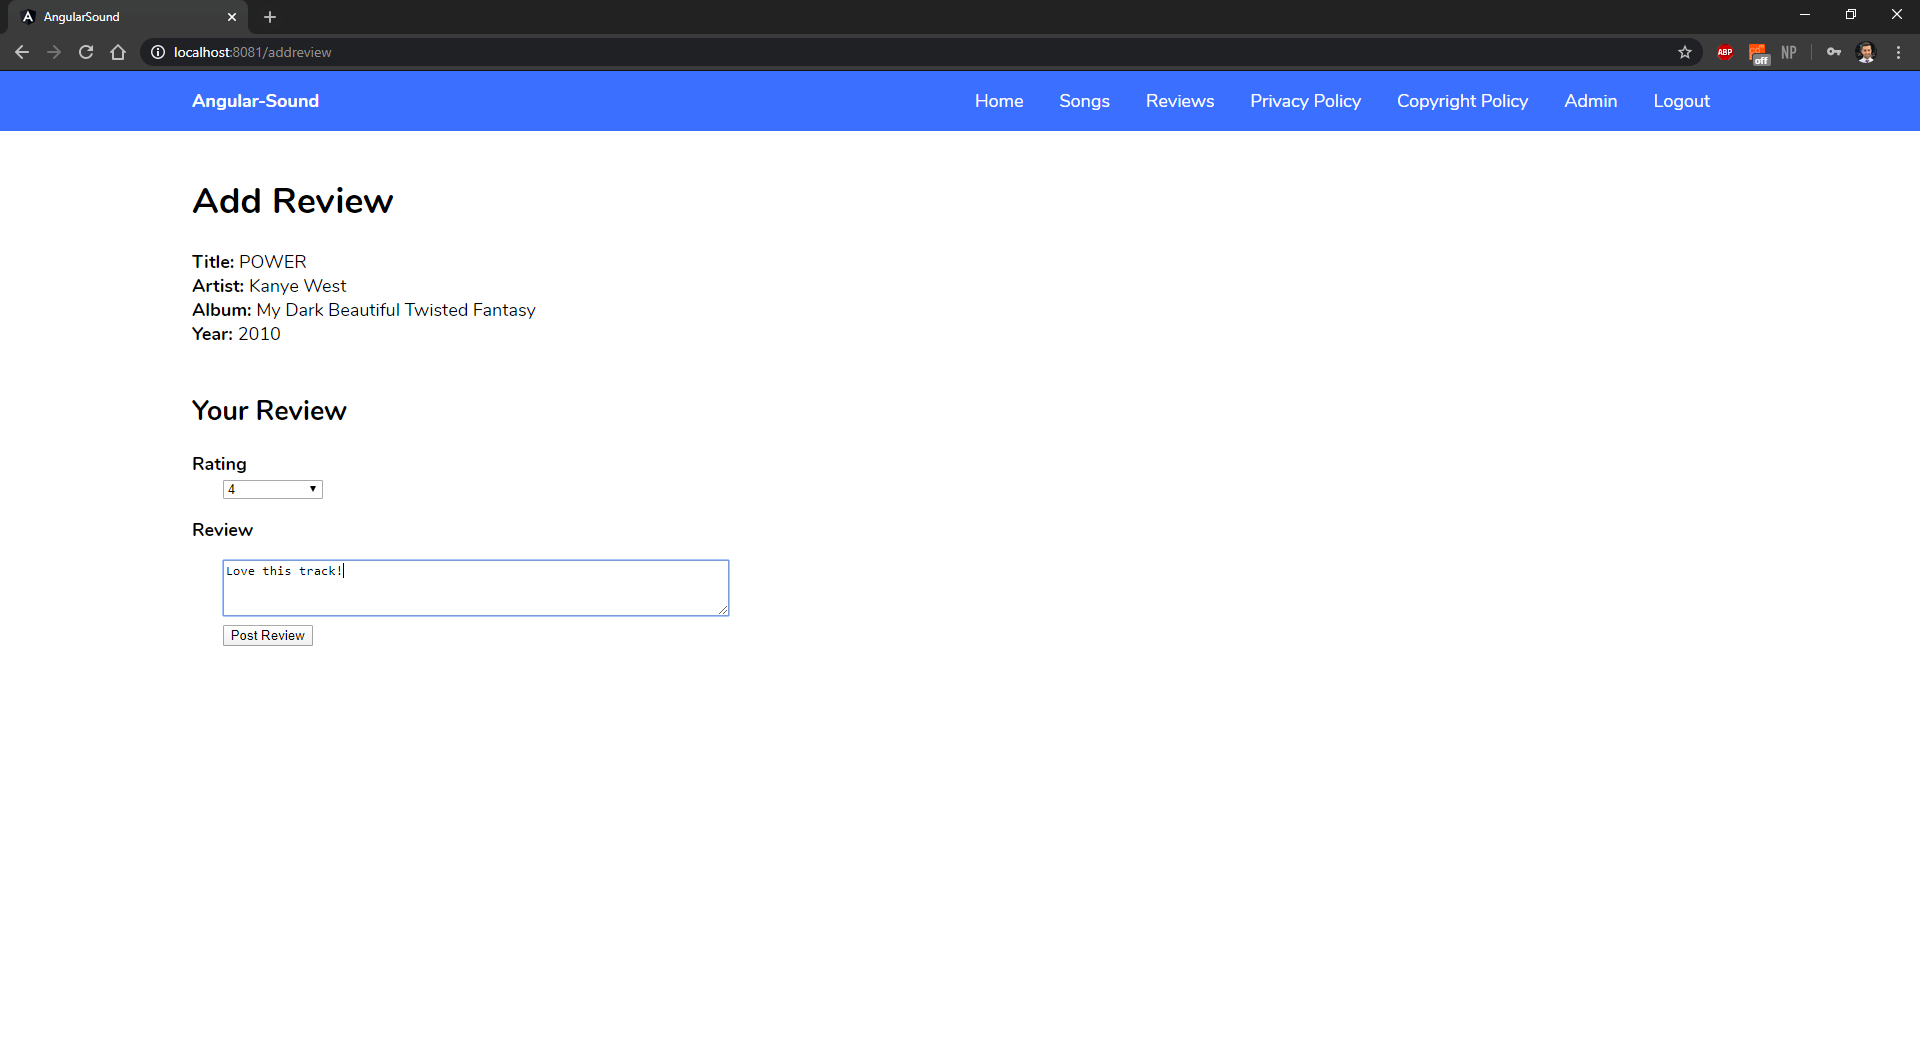 AngularSound
localhost:8081/addreview
ABP
off
NP
Angular-Sound
Home Songs Reviews Privacy Policy Copyright Policy Admin Logout
Add Review
Title: POWER
Artist: Kanye West
Album: My Dark Beautiful Twisted Fantasy
Year: 2010
Your Review
Rating
4
Review
Love this track!
Post Review